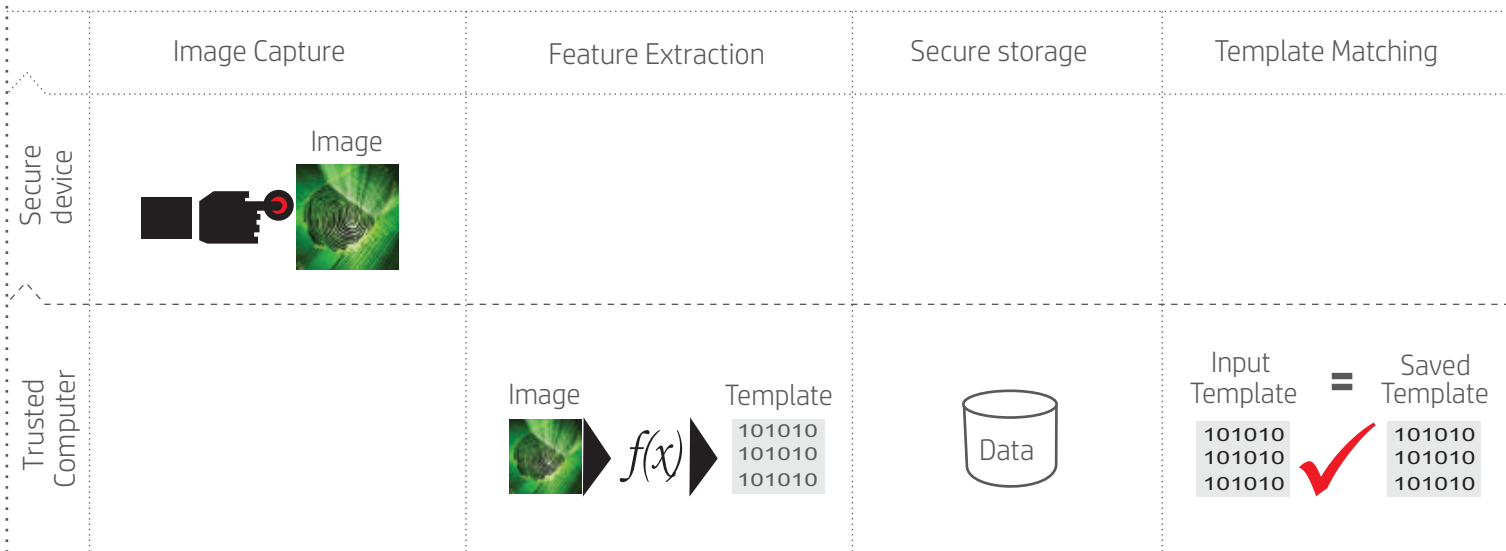 Image Capture
Feature Extraction
Secure storage
Template Matching
Secure
device
Image
Trusted
Computer
Image
f(x)
Template
101010
101010
101010
Data
Input
Template
=
Saved
Template
101010
101010
101010
101010
101010
101010